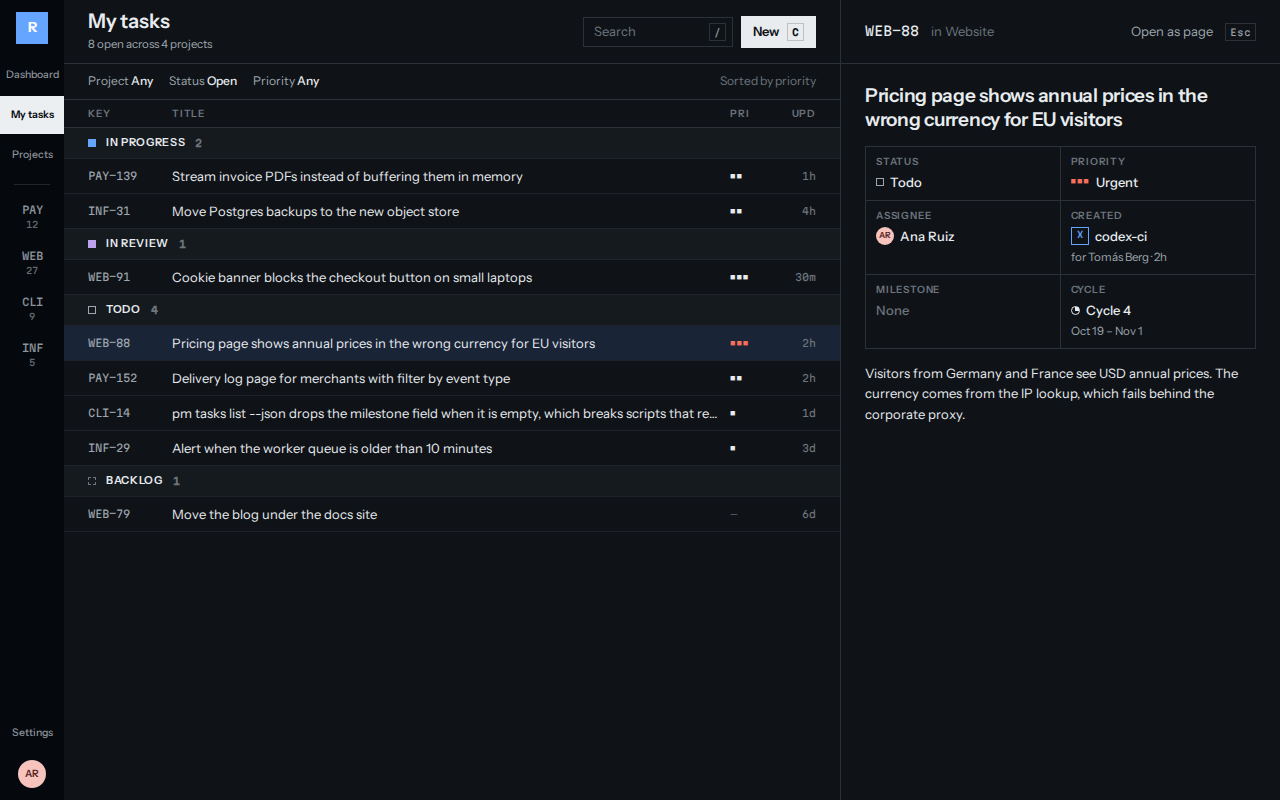 R
Dashboard
My tasks
Projects
PAY
12
WEB
27
CLI
9
INF
5
Settings
AR
My tasks
8 open across 4 projects
Search /
New C
Project Any Status Open Priority Any Sorted by priority
KEY TITLE PRI UPD
IN PROGRESS 2
PAY-139 Stream invoice PDFs instead of buffering them in memory 1h
INF-31 Move Postgres backups to the new object store 4h
IN REVIEW 1
WEB-91 Cookie banner blocks the checkout button on small laptops 30m
TODO 4
WEB-88 Pricing page shows annual prices in the wrong currency for EU visitors 2h
PAY-152 Delivery log page for merchants with filter by event type 2h
CLI-14 pm tasks list --json drops the milestone field when it is empty, which breaks scripts that re… 1d
INF-29 Alert when the worker queue is older than 10 minutes 3d
BACKLOG 1
WEB-79 Move the blog under the docs site – 6d
WEB-88 in Website Open as page Esc
Pricing page shows annual prices in the
wrong currency for EU visitors
STATUS PRIORITY
Todo Urgent
ASSIGNEE CREATED
AR Ana Ruiz X codex-ci
for Tomás Berg · 2h
MILESTONE CYCLE
None Cycle 4
Oct 19 – Nov 1
Visitors from Germany and France see USD annual prices. The
currency comes from the IP lookup, which fails behind the
corporate proxy.